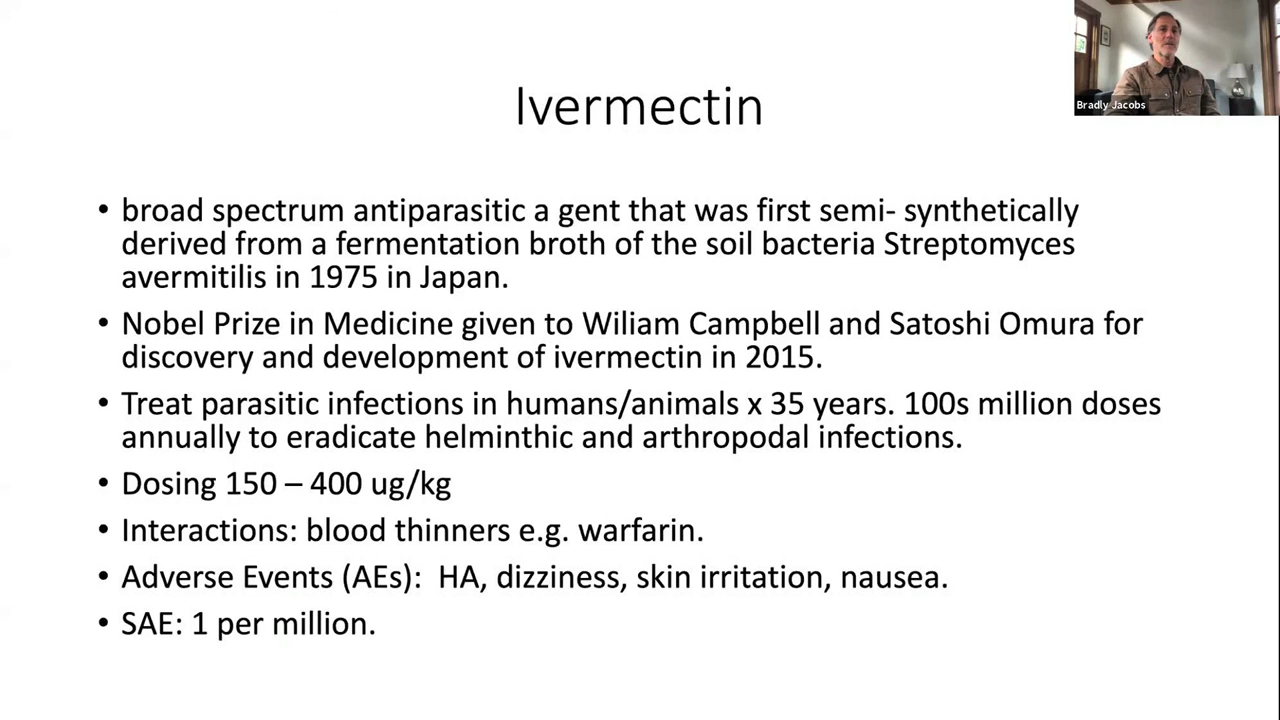 Bradly Jacobs
Ivermectin
• broad spectrum antiparasitic a gent that was first semi- synthetically
derived from a fermentation broth of the soil bacteria Streptomyces
avermitilis in 1975 in Japan.
• Nobel Prize in Medicine given to Wiliam Campbell and Satoshi Omura for
discovery and development of ivermectin in 2015.
• Treat parasitic infections in humans/animals x 35 years. 100s million doses
annually to eradicate helminthic and arthropodal infections.
• Dosing 150 – 400 ug/kg
• Interactions: blood thinners e.g. warfarin.
• Adverse Events (AEs):  HA, dizziness, skin irritation, nausea.
• SAE: 1 per million.